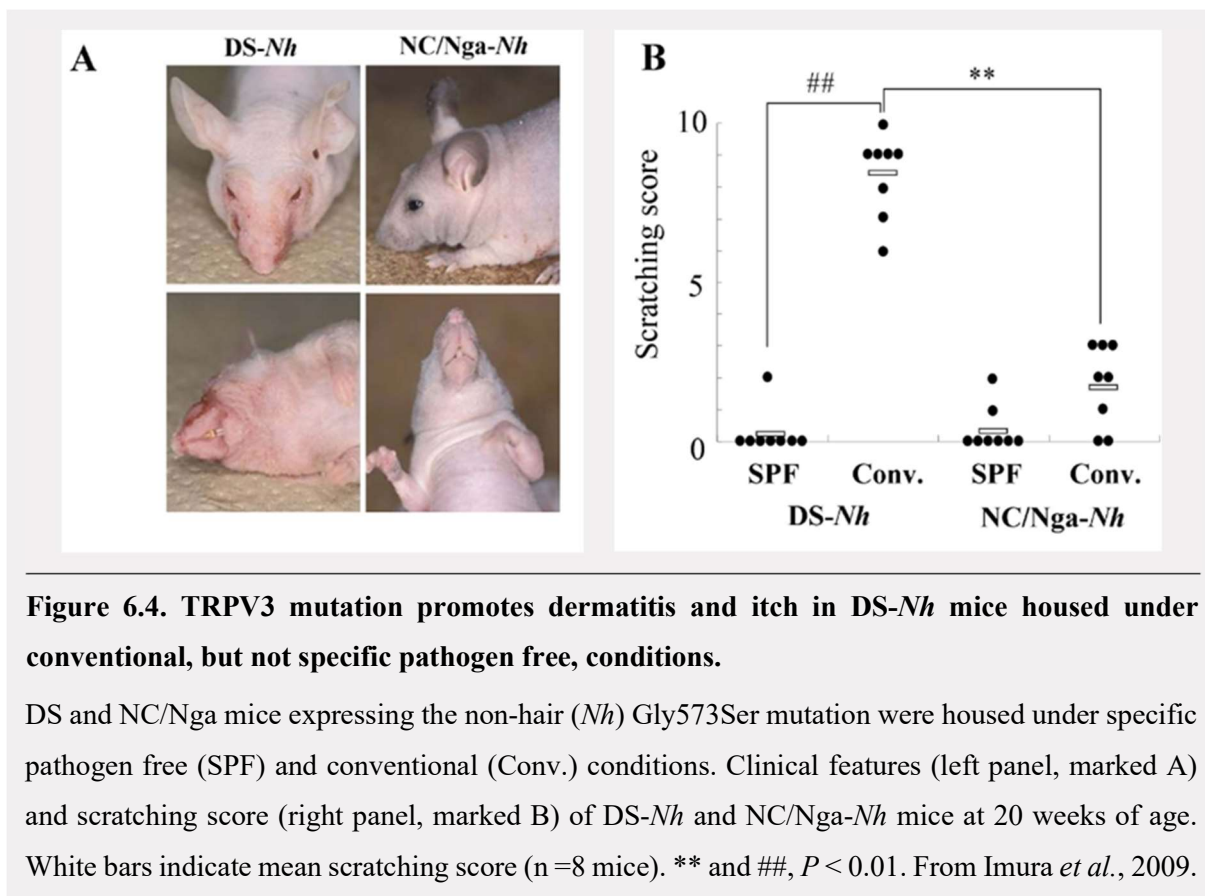 A
DS-Nh
NC/Nga-Nh
B
##
**
10
5
0
Scratching score
SPF
Conv.
SPF
Conv.
DS-Nh
NC/Nga-Nh
Figure 6.4. TRPV3 mutation promotes dermatitis and itch in DS-Nh mice housed under
conventional, but not specific pathogen free, conditions.
DS and NC/Nga mice expressing the non-hair (Nh) Gly573Ser mutation were housed under specific
pathogen free (SPF) and conventional (Conv.) conditions. Clinical features (left panel, marked A)
and scratching score (right panel, marked B) of DS-Nh and NC/Nga-Nh mice at 20 weeks of age.
White bars indicate mean scratching score (n =8 mice). ** and ##, P < 0.01. From Imura et al., 2009.